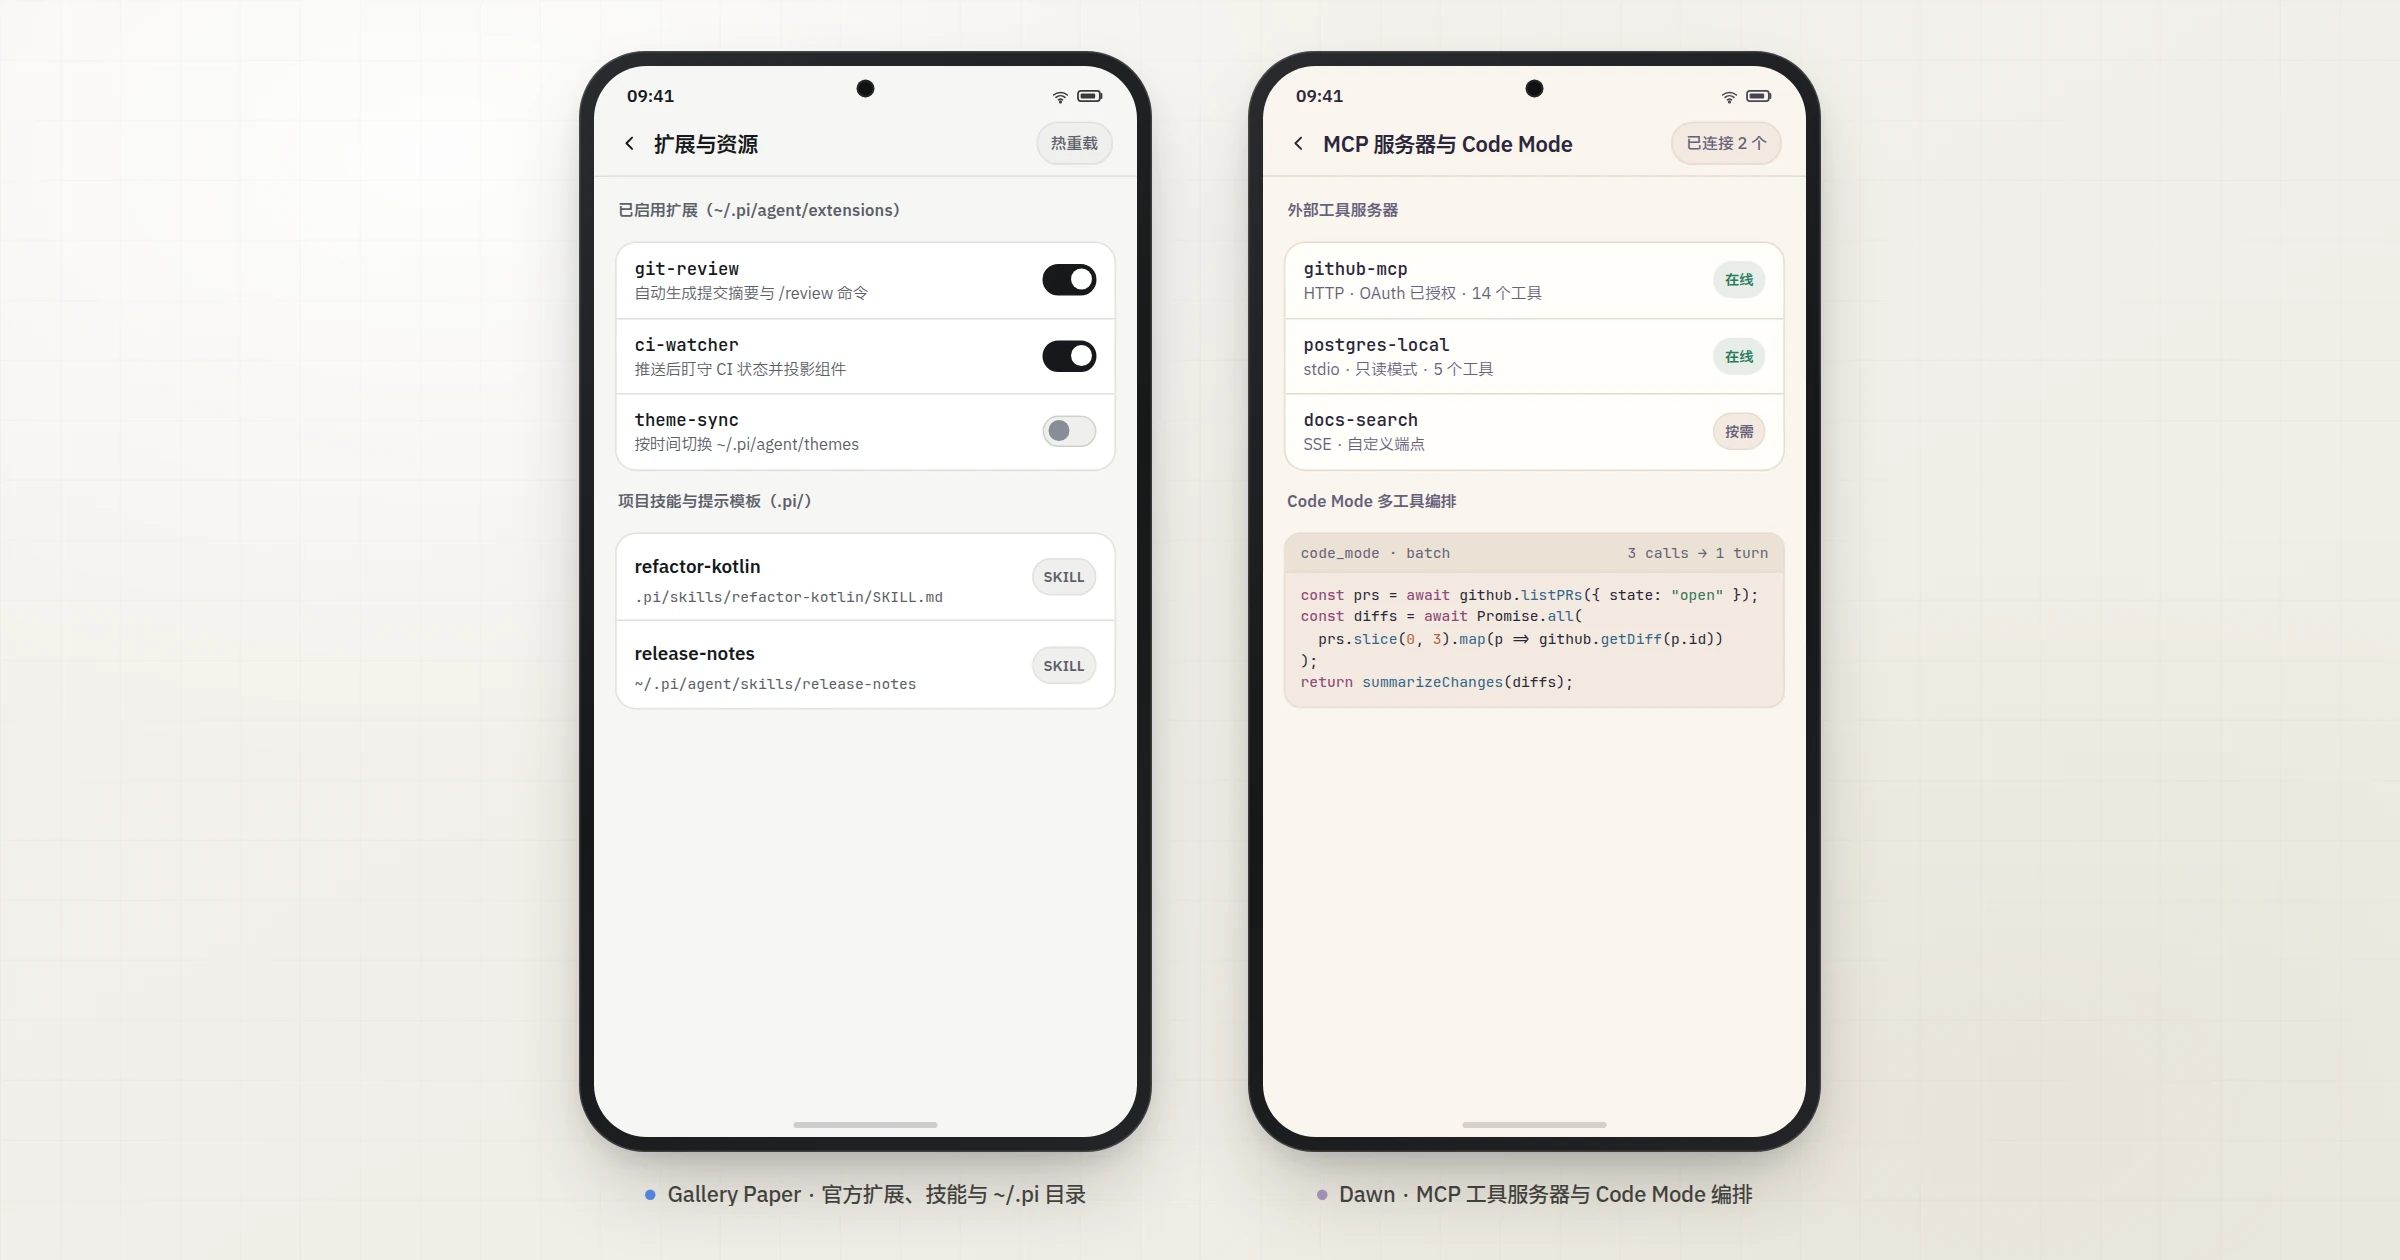 09:41
扩展与资源
热重载
已启用扩展（~/.pi/agent/extensions）
git-review
自动生成提交摘要与 /review 命令
ci-watcher
推送后盯守 CI 状态并投影组件
theme-sync
按时间切换 ~/.pi/agent/themes
项目技能与提示模板（.pi/）
refactor-kotlin
.pi/skills/refactor-kotlin/SKILL.md
SKILL
release-notes
~/.pi/agent/skills/release-notes
SKILL
Gallery Paper · 官方扩展、技能与 ~/.pi 目录
09:41
MCP 服务器与 Code Mode
已连接 2 个
外部工具服务器
github-mcp
HTTP · OAuth 已授权 · 14 个工具
在线
postgres-local
stdio · 只读模式 · 5 个工具
在线
docs-search
SSE · 自定义端点
按需
Code Mode 多工具编排
code_mode · batch
3 calls → 1 turn
const prs = await github.listPRs({ state: "open" });
const diffs = await Promise.all(
prs.slice(0, 3).map(p => github.getDiff(p.id))
);
return summarizeChanges(diffs);
Dawn · MCP 工具服务器与 Code Mode 编排